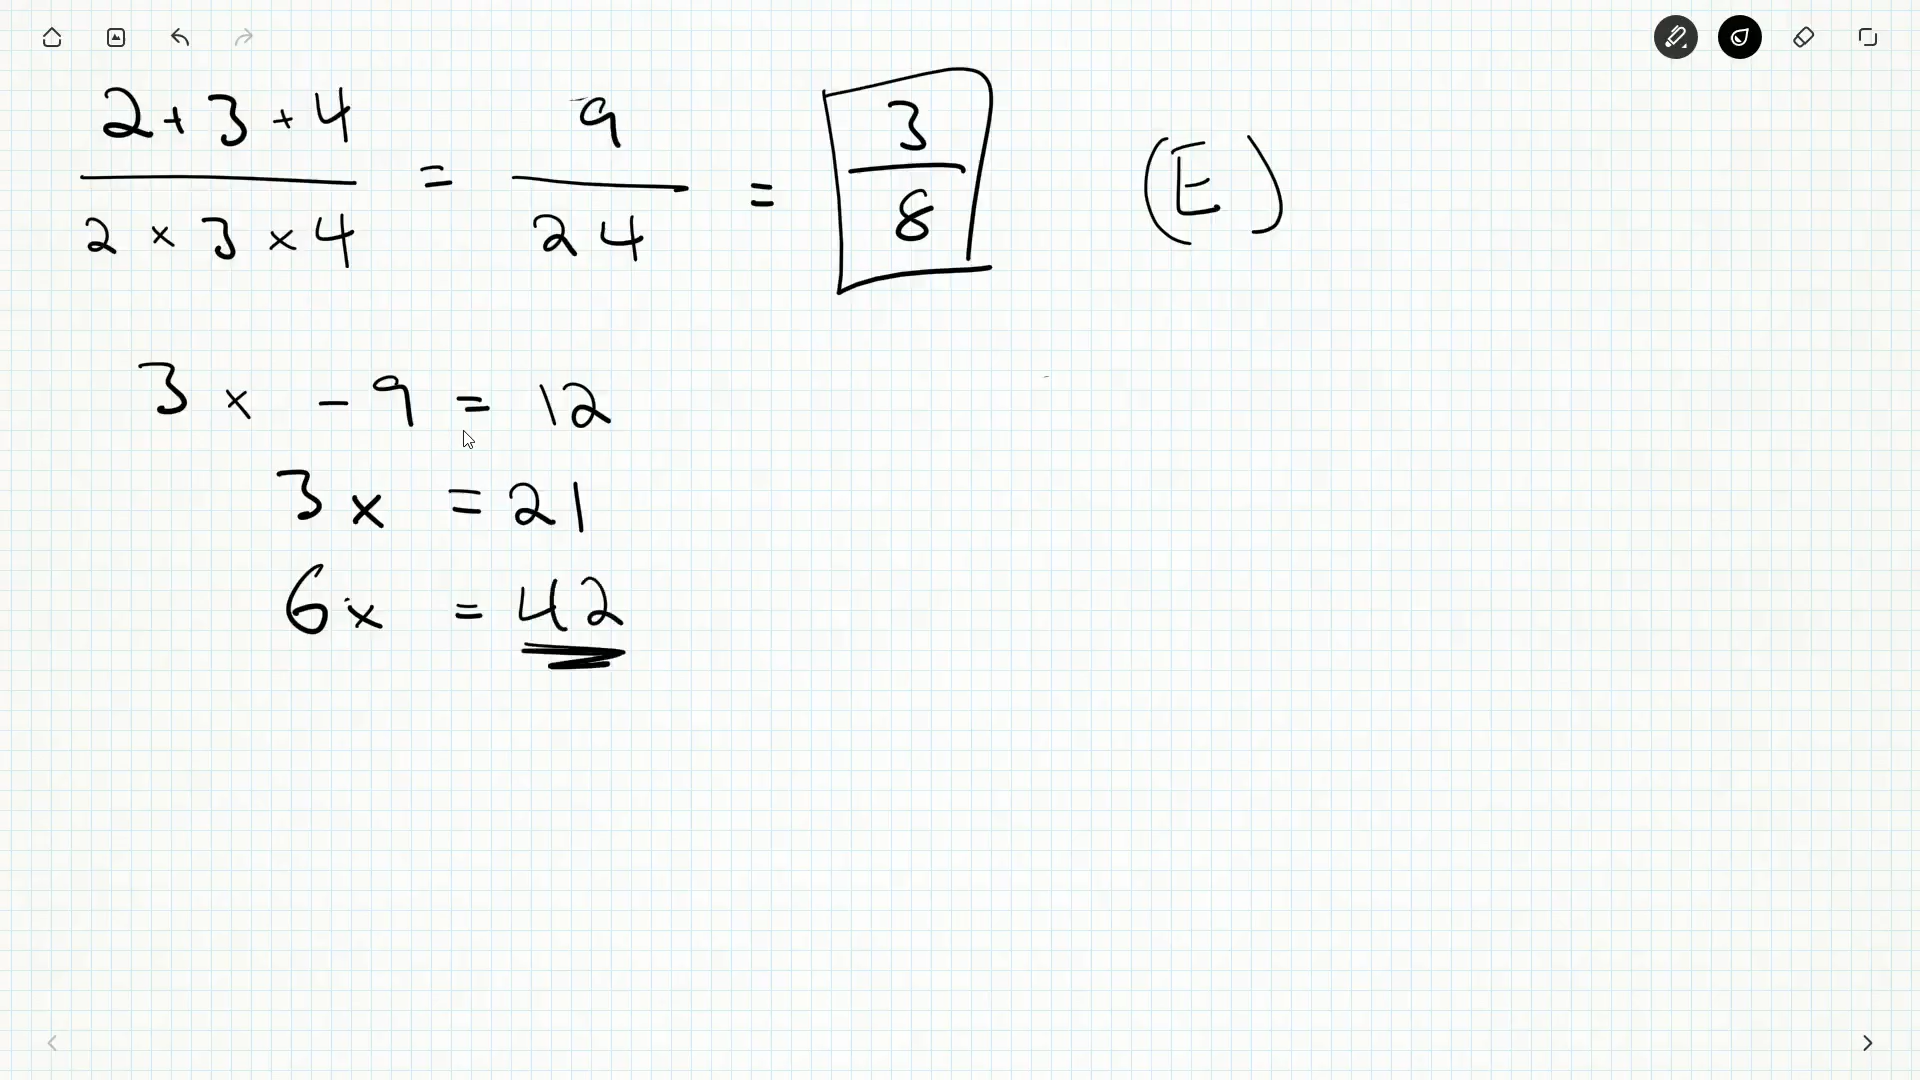 2 + 3 + 4 / 2 × 3 × 4 = 9 / 24 = 3 / 8 (E)
3x - 9 = 12
3x = 21
6x = 42